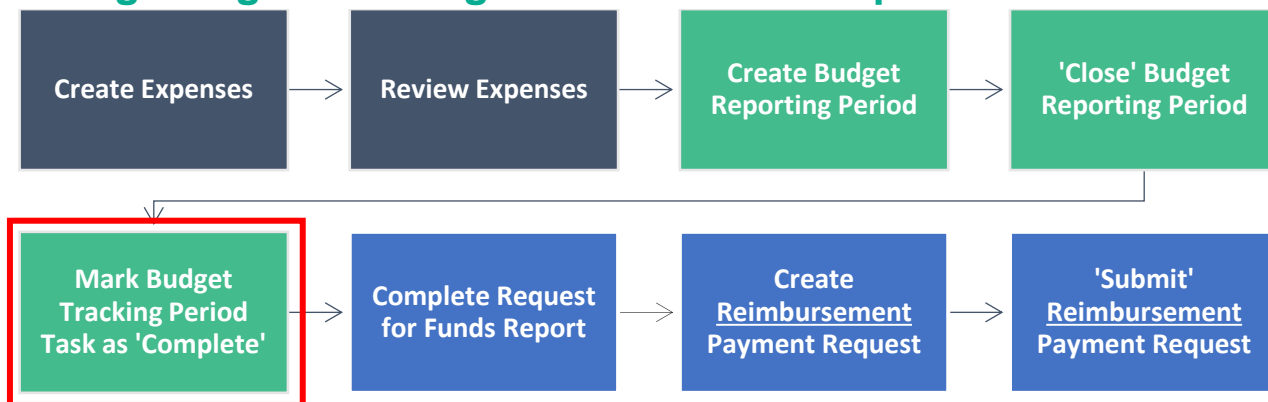 Create Expenses
Review Expenses
Create Budget
Reporting Period
'Close' Budget
Reporting Period
Mark Budget
Tracking Period
Task as 'Complete'
Complete Request
for Funds Report
Create
Reimbursement
Payment Request
'Submit'
Reimbursement
Payment Request